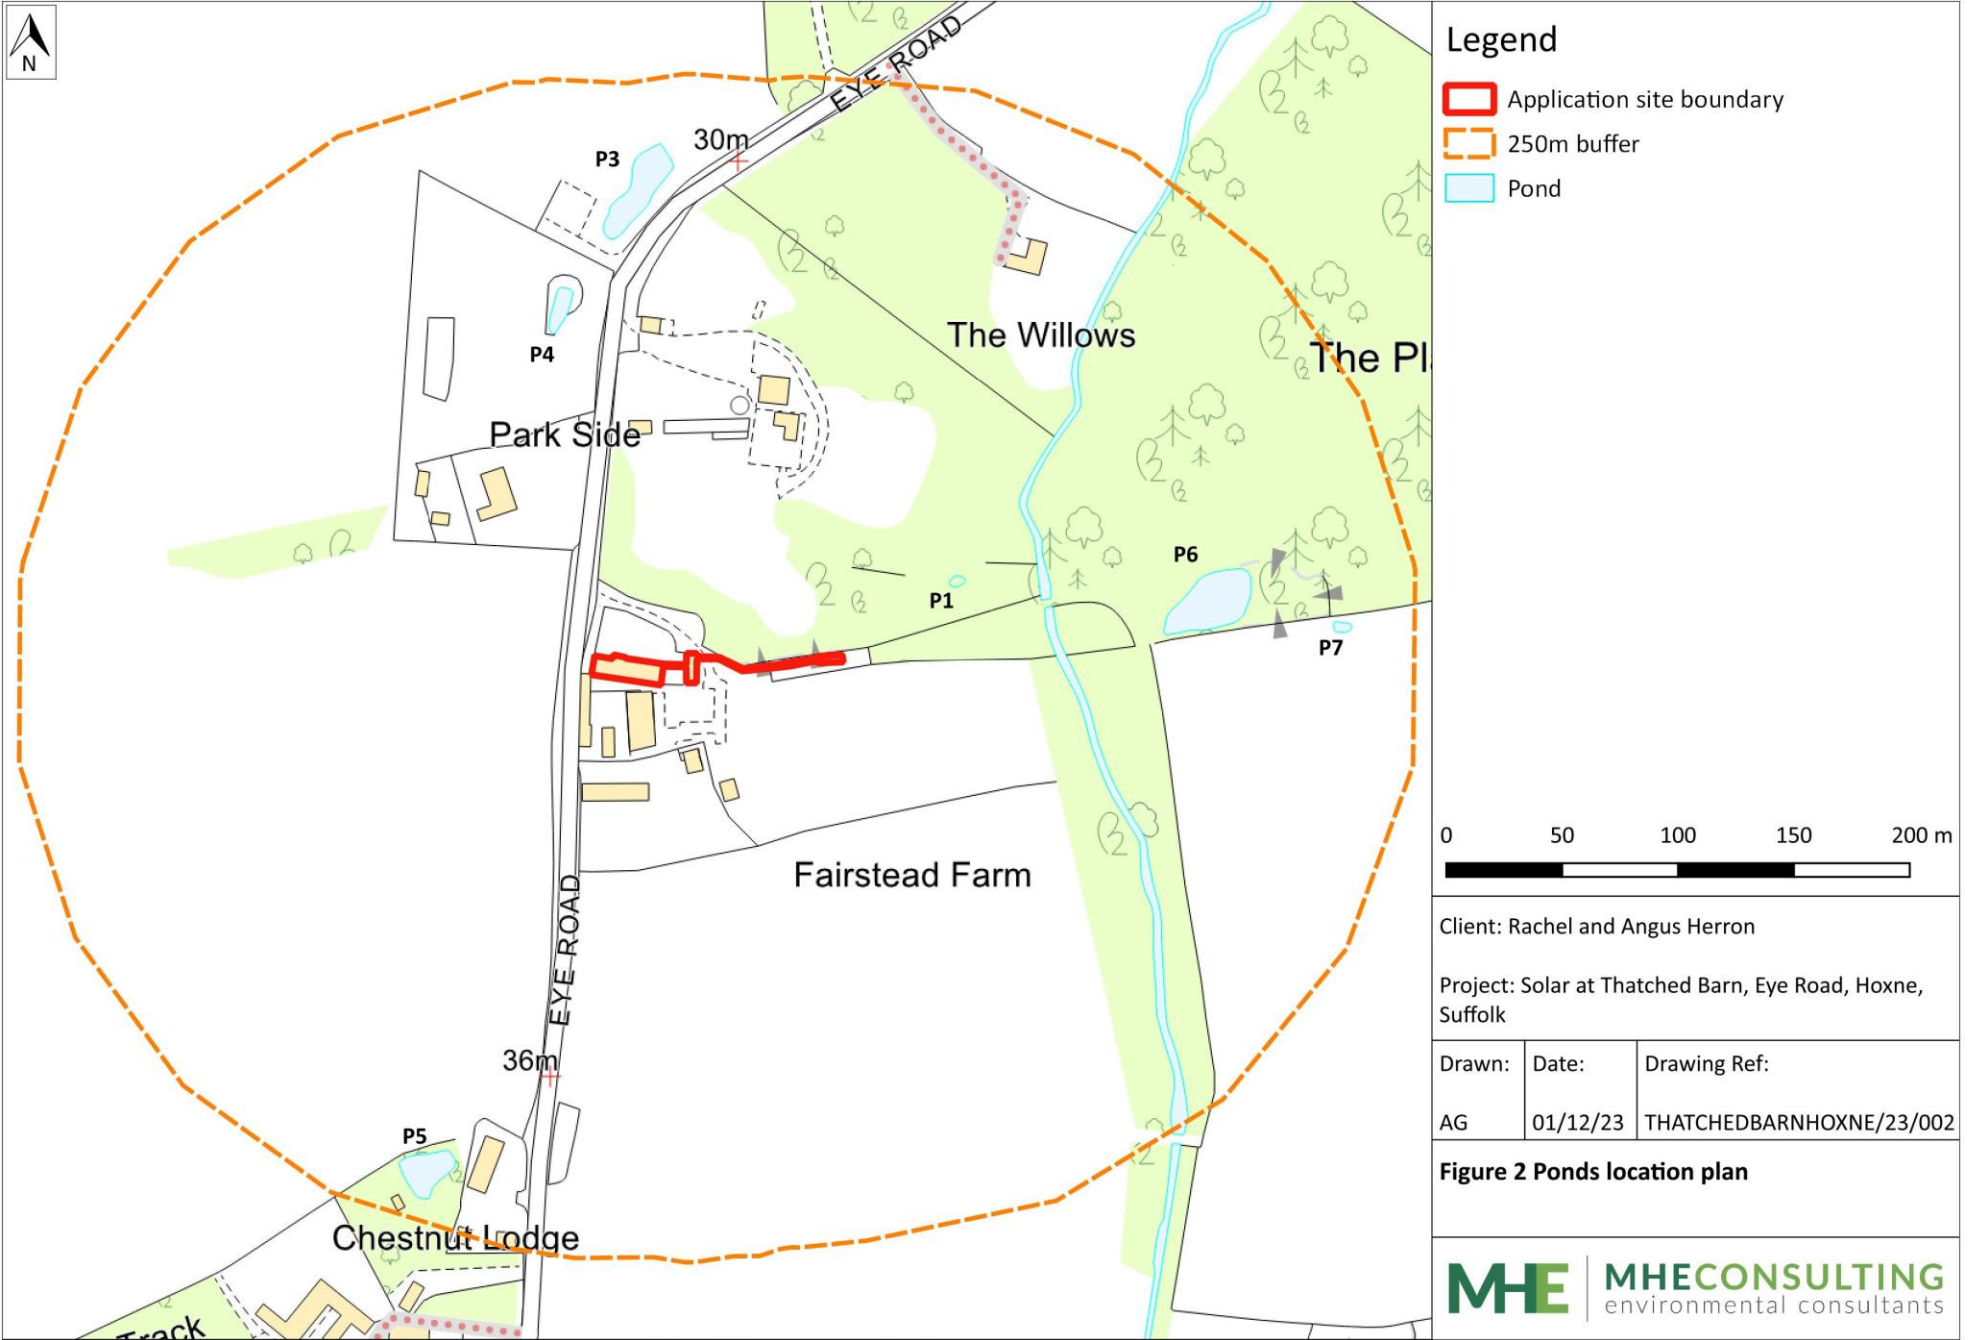 N
EYE ROAD
30m
P3
P4
The Willows
The Pl
Park Side
P6
P1
P7
Fairstead Farm
EYE ROAD
36m
P5
Chestnut Lodge
Track
Legend
Application site boundary
250m buffer
Pond
0 50 100 150 200 m
Client: Rachel and Angus Herron
Project: Solar at Thatched Barn, Eye Road, Hoxne,
Suffolk
Drawn: Date: Drawing Ref:
AG 01/12/23 THATCHEDBARNHOXNE/23/002
Figure 2 Ponds location plan
MHE MHECONSULTING
environmental consultants